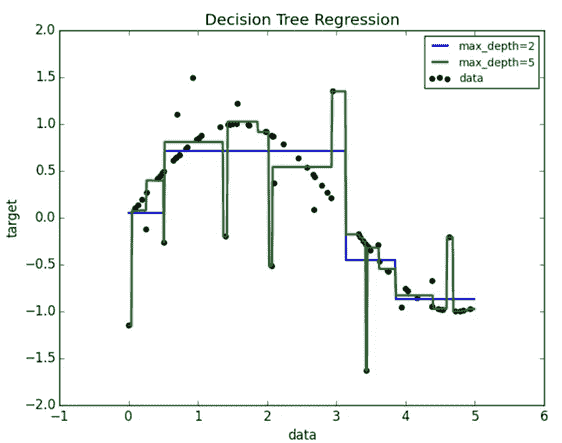 Decision Tree Regression
max_depth=2
max_depth=5
data
2.0
1.5
1.0
0.5
0.0
−0.5
−1.0
−1.5
−2.0
target
−1 0 1 2 3 4 5 6
data